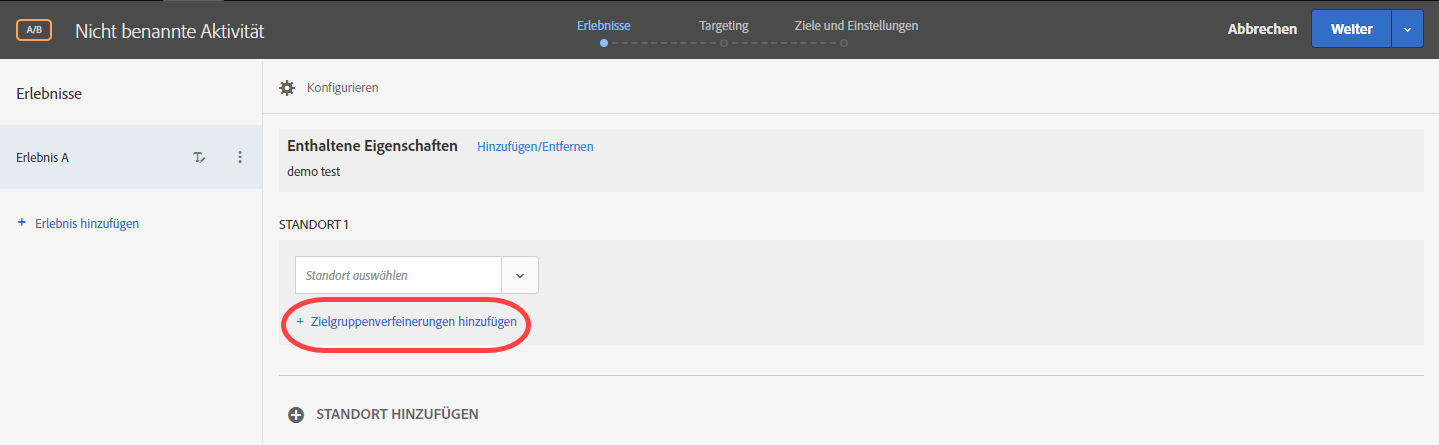 A/B
Nicht benannte Aktivität
Erlebnisse
Targeting
Ziele und Einstellungen
Abbrechen
Weiter
Erlebnisse
Erlebnis A
+ Erlebnis hinzufügen
Konfigurieren
Enthaltene Eigenschaften Hinzufügen/Entfernen
demo test
STANDORT 1
Standort auswählen
+ Zielgruppenverfeinerungen hinzufügen
STANDORT HINZUFÜGEN